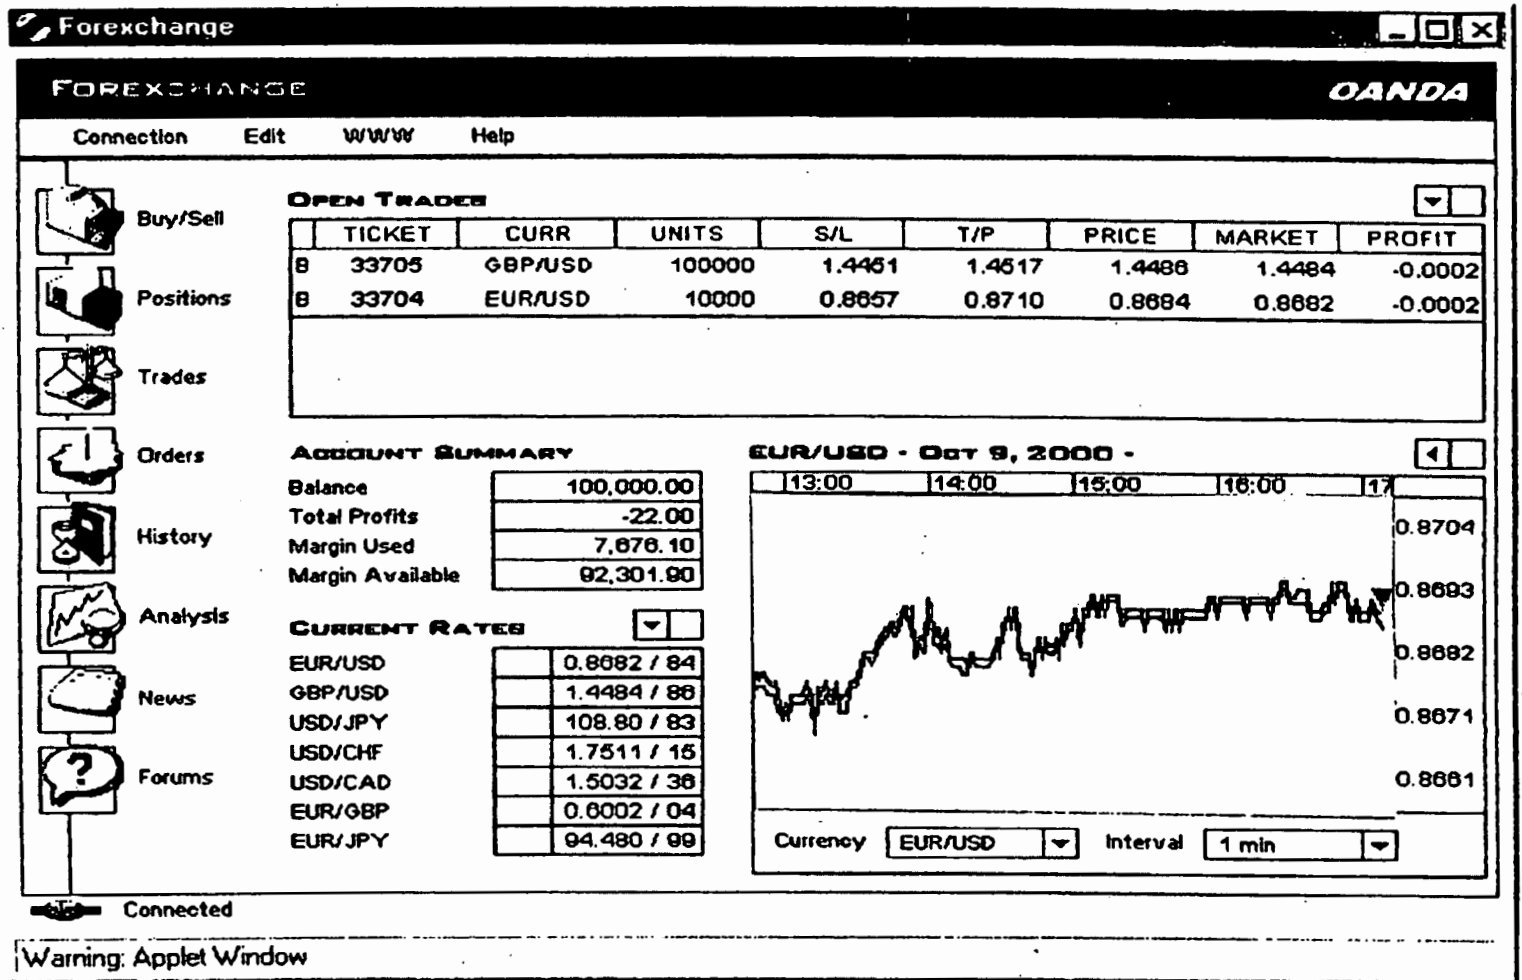 Forexchange
FOREXCHANGE OANDA
Connection Edit WWW Help
Buy/Sell
Positions
Trades
Orders
History
Analysis
News
Forums
OPEN TRADES
TICKET CURR UNITS S/L T/P PRICE MARKET PROFIT
B 33705 GBP/USD 100000 1.4451 1.4517 1.4486 1.4484 -0.0002
B 33704 EUR/USD 10000 0.8657 0.8710 0.8684 0.8682 -0.0002
ACCOUNT SUMMARY
Balance 100,000.00
Total Profits -22.00
Margin Used 7,676.10
Margin Available 92,301.90
CURRENT RATES
EUR/USD 0.8682 / 84
GBP/USD 1.4484 / 86
USD/JPY 108.80 / 83
USD/CHF 1.7511 / 15
USD/CAD 1.5032 / 36
EUR/GBP 0.6002 / 04
EUR/JPY 94.480 / 99
EUR/USD - OCT 9, 2000 -
13:00 14:00 15:00 16:00 17
0.8704
0.8693
0.8682
0.8671
0.8661
Currency EUR/USD Interval 1 min
Connected
Warning: Applet Window